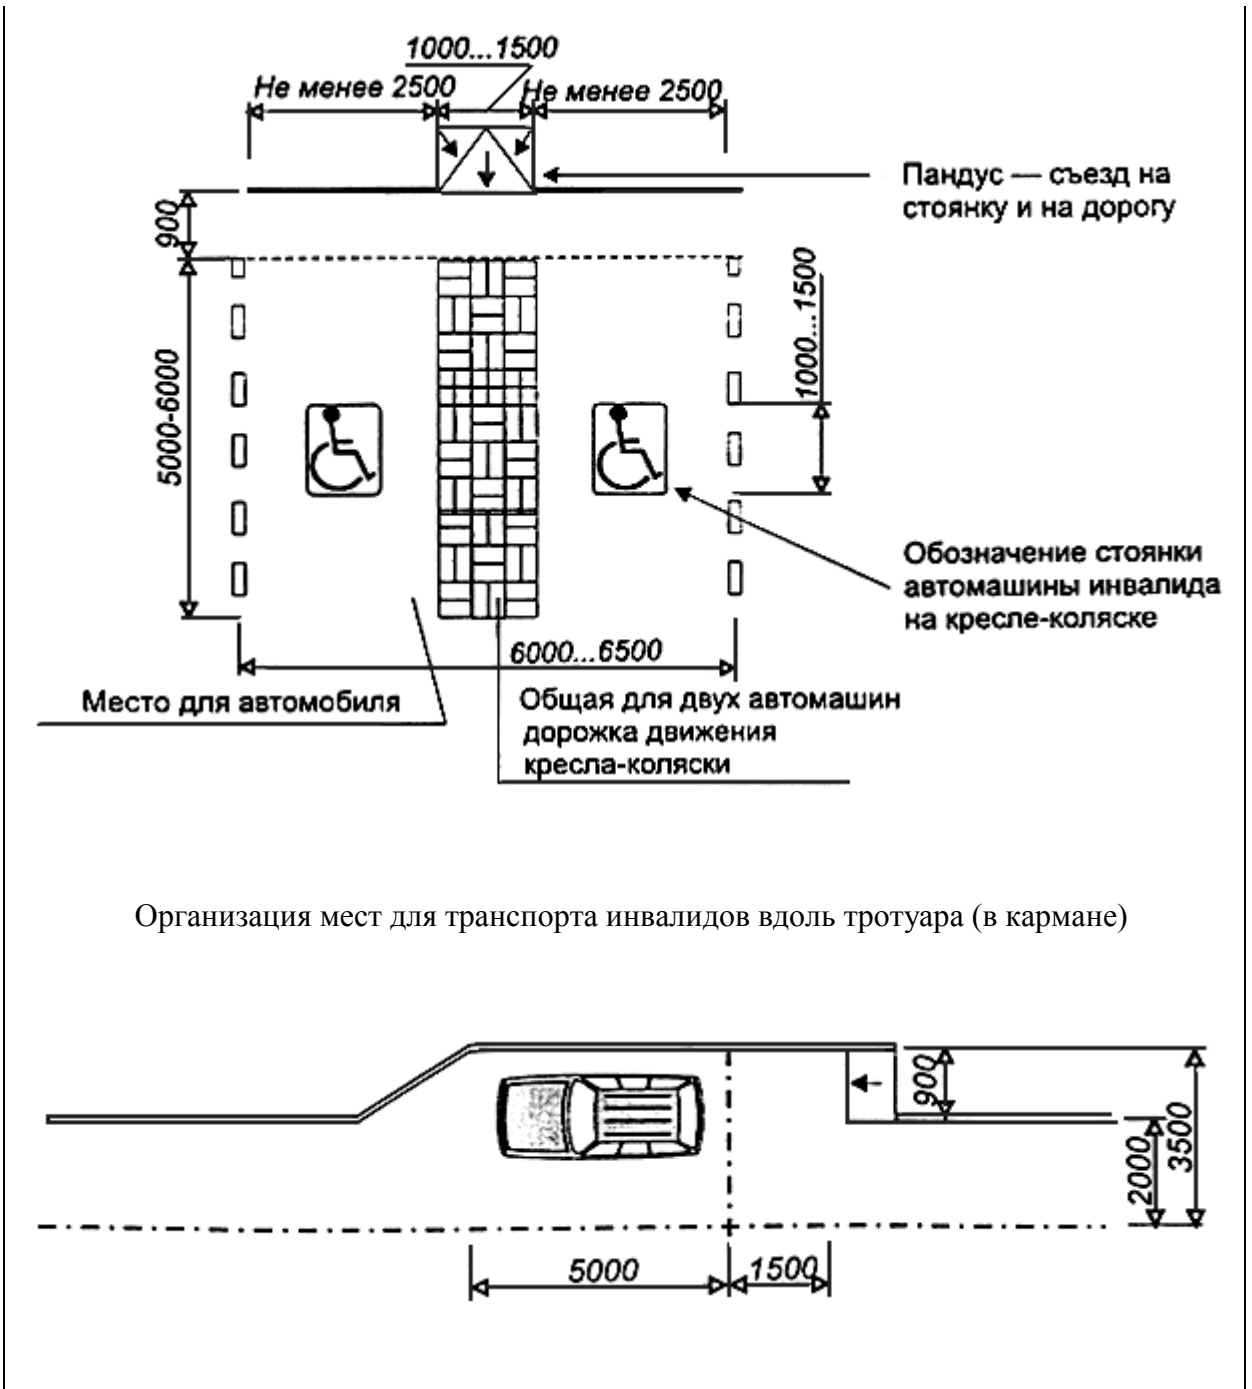 1000...1500
Не менее 2500
Не менее 2500
Пандус — съезд на
стоянку и на дорогу
900
1000...1500
5000-6000
Обозначение стоянки
автомашины инвалида
на кресле-коляске
6000...6500
Место для автомобиля
Общая для двух автомашин
дорожка движения
кресла-коляски
Организация мест для транспорта инвалидов вдоль тротуара (в кармане)
900
3500
2000
5000
1500